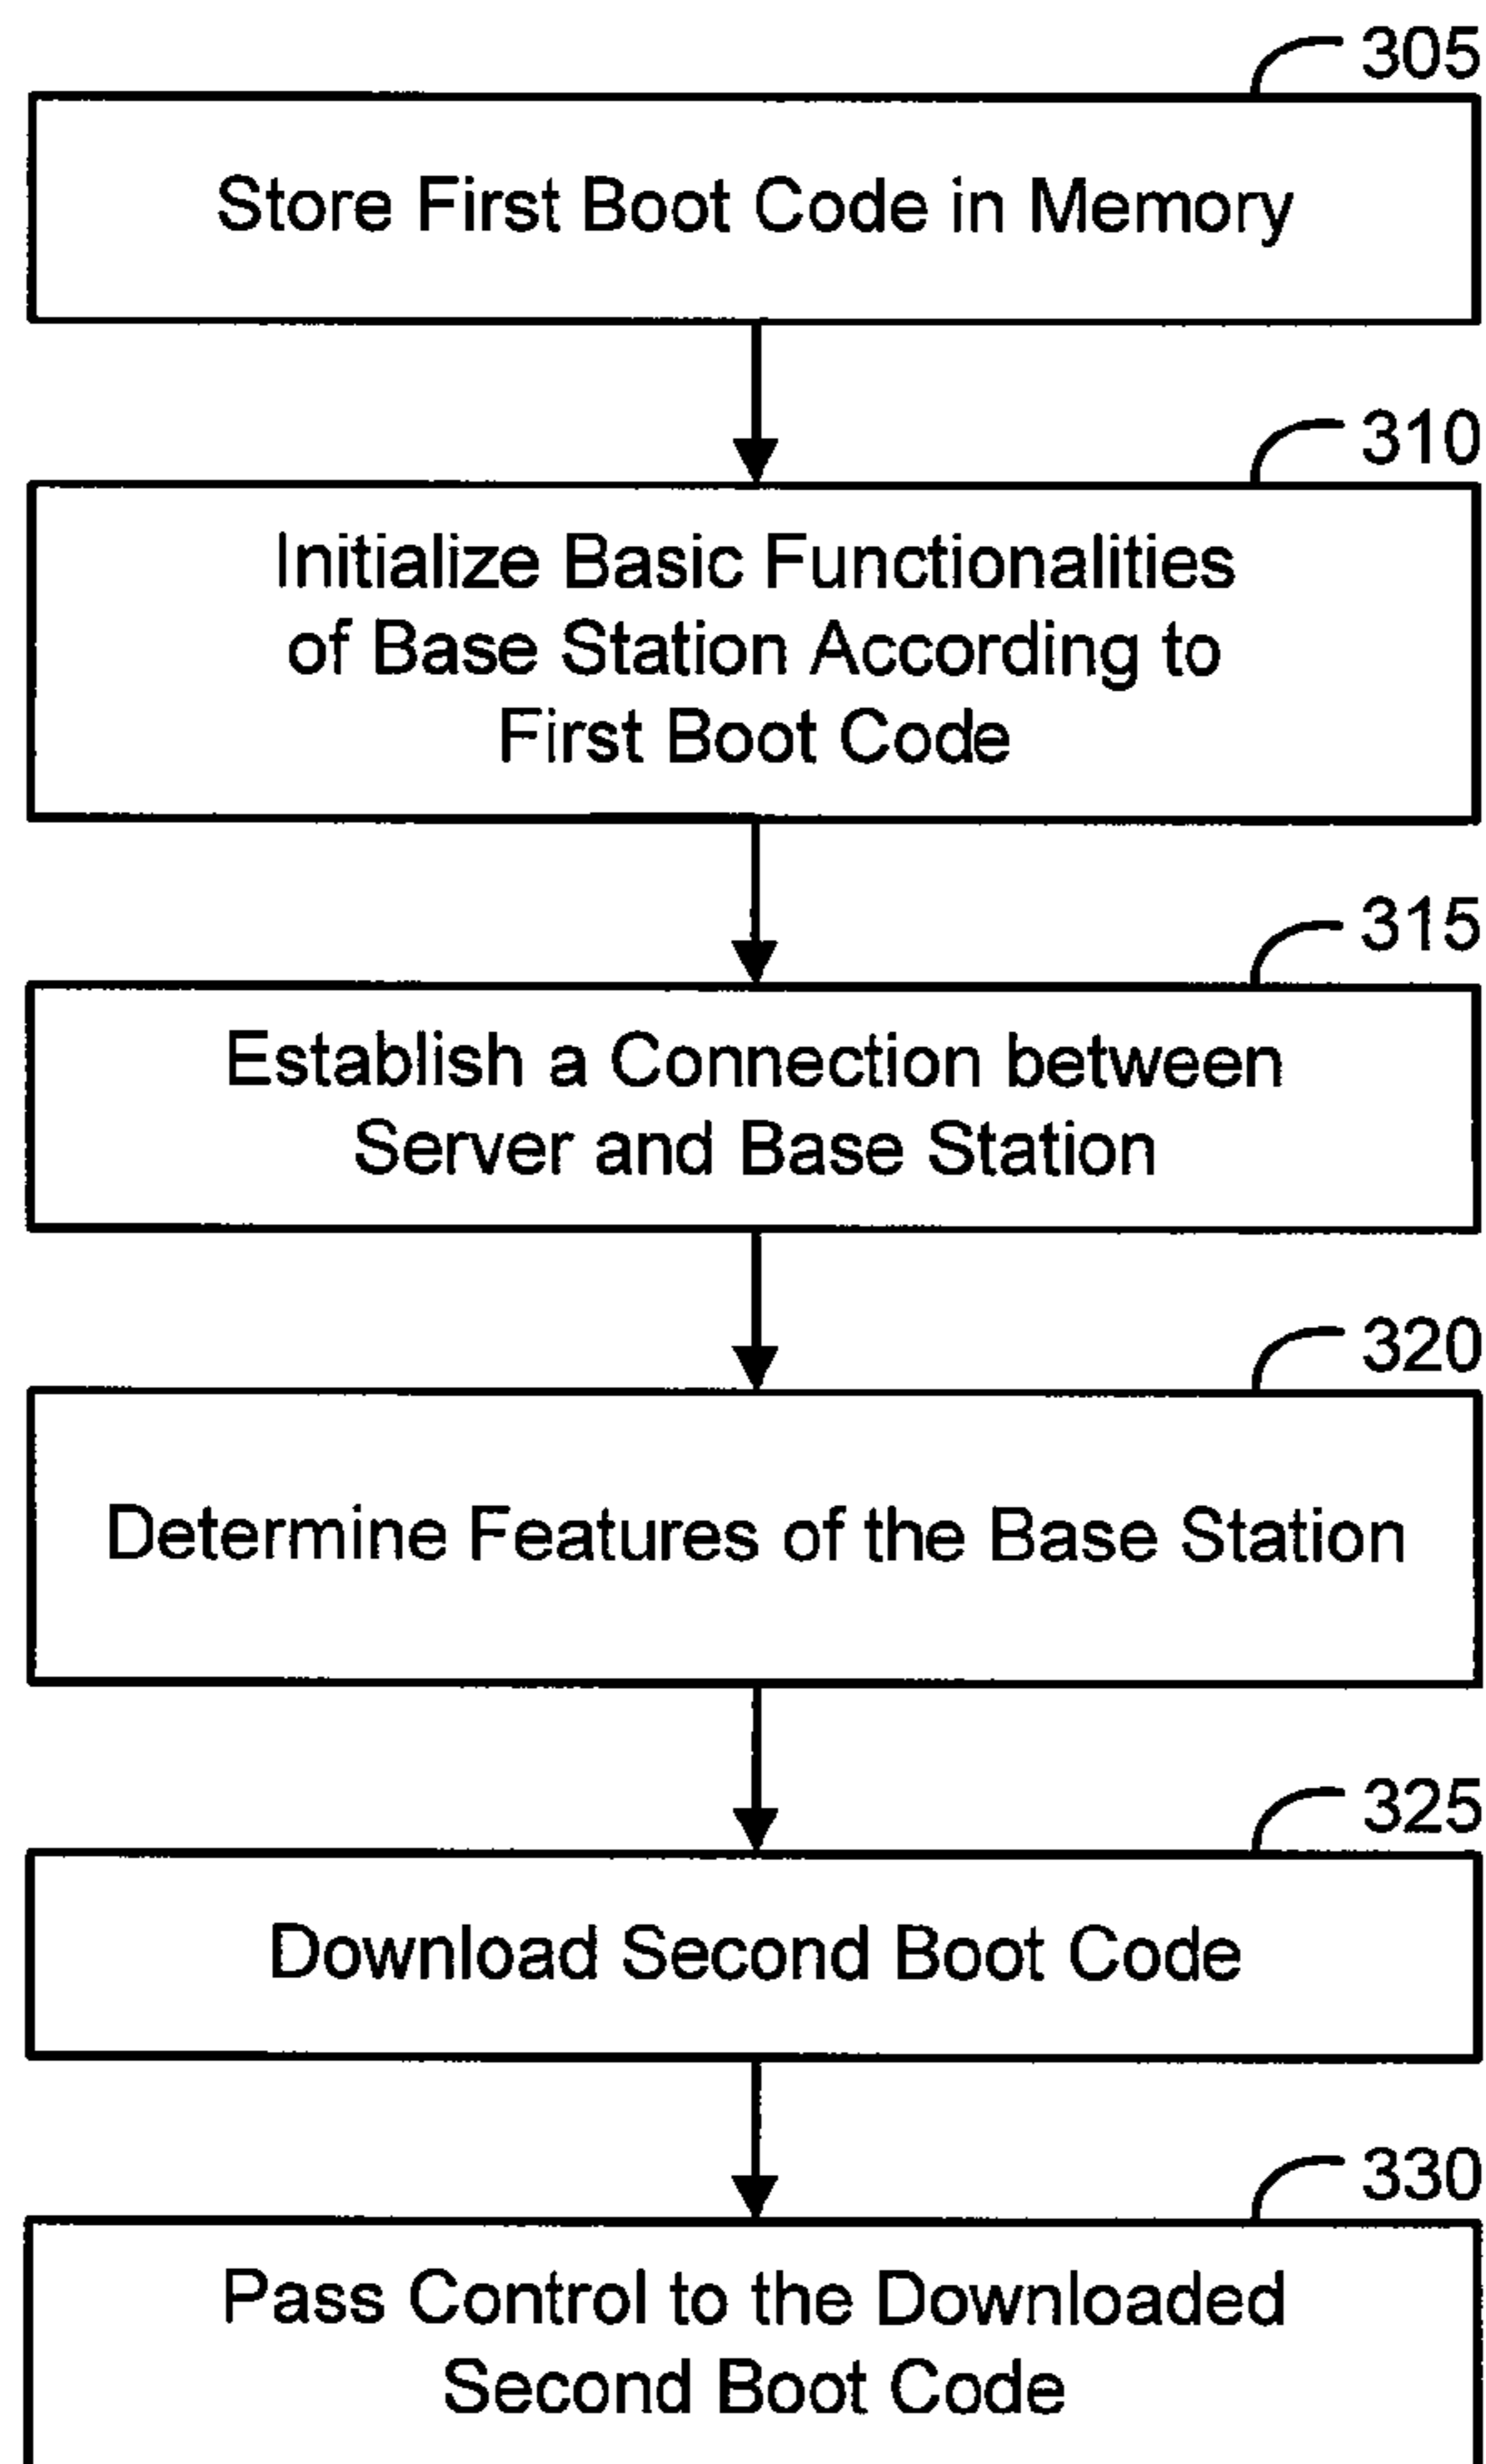 305
Store First Boot Code in Memory
310
Initialize Basic Functionalities
of Base Station According to
First Boot Code
315
Establish a Connection between
Server and Base Station
320
Determine Features of the Base Station
325
Download Second Boot Code
330
Pass Control to the Downloaded
Second Boot Code